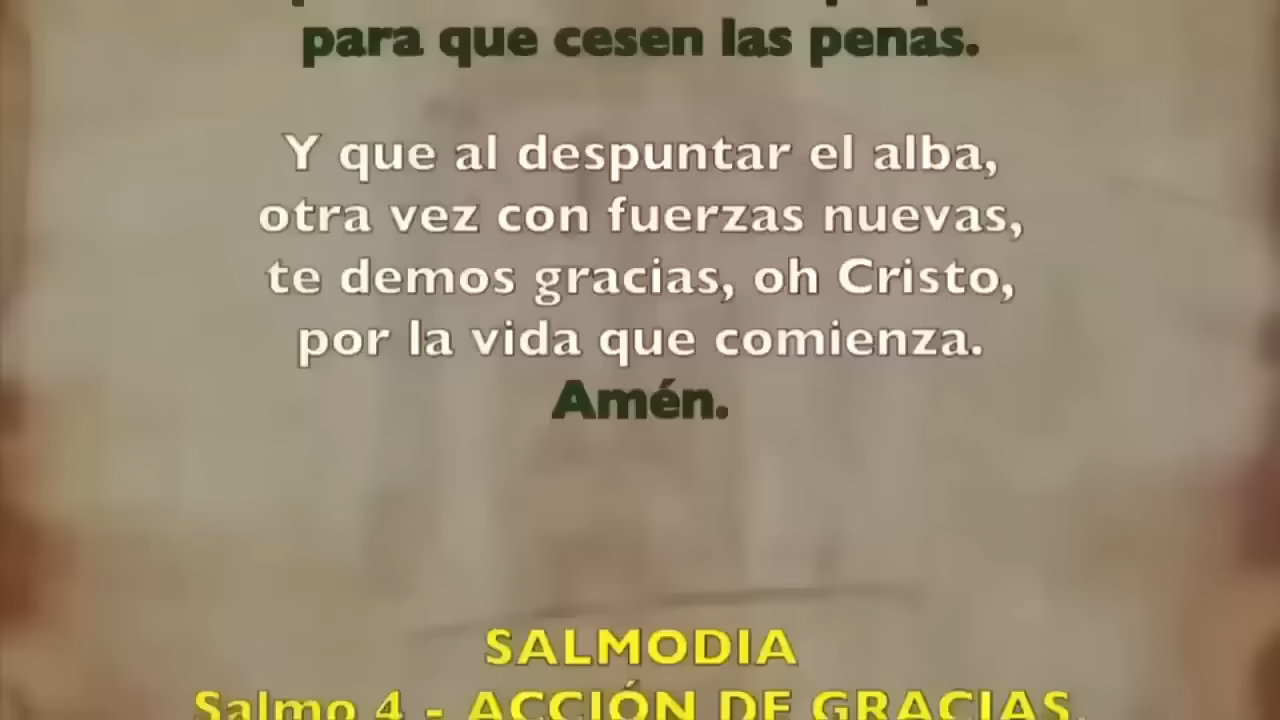 para que cesen las penas.
Y que al despuntar el alba,
otra vez con fuerzas nuevas,
te demos gracias, oh Cristo,
por la vida que comienza.
Amén.
SALMODIA
Salmo 4 - ACCIÓN DE GRACIAS.